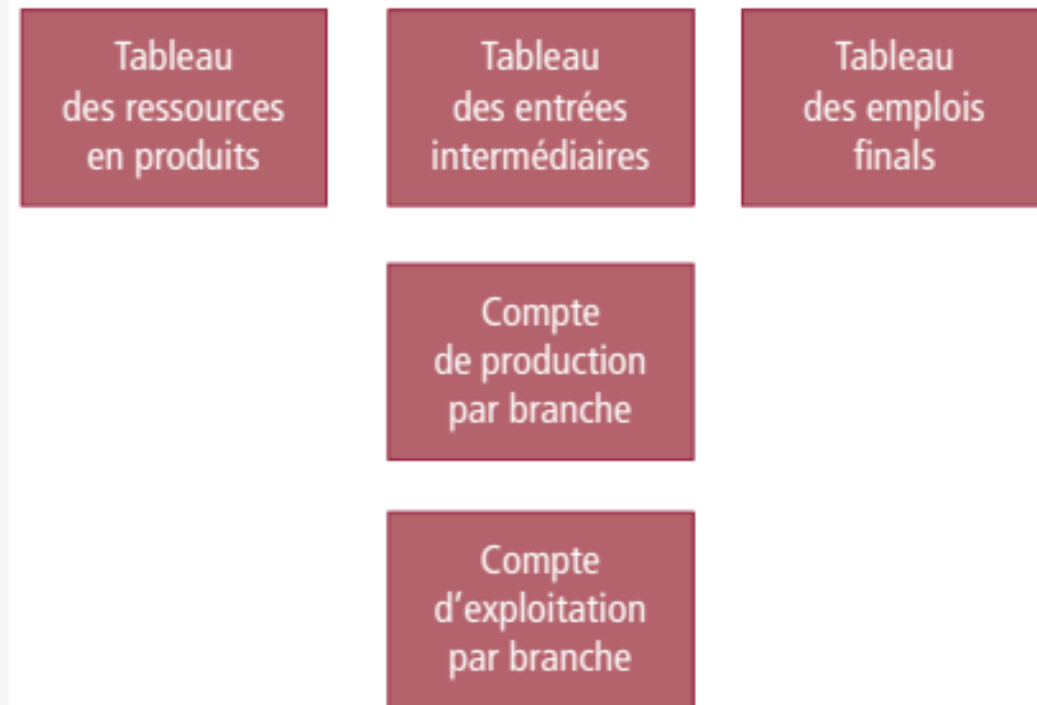 Tableau
des ressources
en produits
Tableau
des entrées
intermédiaires
Tableau
des emplois
finals
Compte
de production
par branche
Compte
d’exploitation
par branche